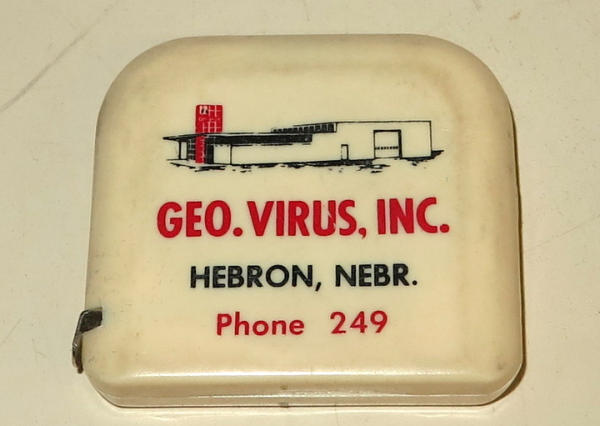 GEO. VIRUS, INC.
HEBRON, NEBR.
Phone 249